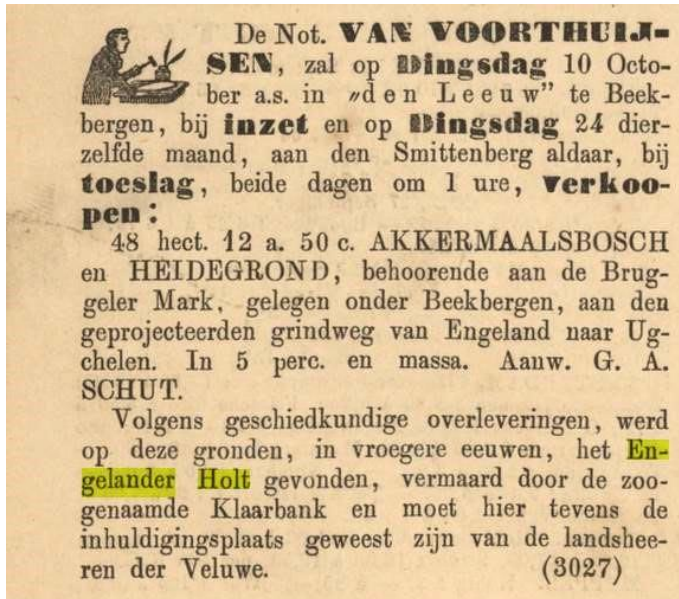 De Not. VAN VOORTHUIJ-
SEN, zal op Dingsdag 10 Octo-
ber a.s. in „den Leeuw” te Beek-
bergen, bij inzet en op Dingsdag 24 dier-
zelfde maand, aan den Smittenberg aldaar, bij
toeslag, beide dagen om 1 ure, verkoo-
pen:
48 hect. 12 a. 50 c. AKKERMAALSBOSCH
en HEIDEGROND, behoorende aan de Brug-
geler Mark, gelegen onder Beekbergen, aan den
geprojecteerden grindweg van Engeland naar Ug-
chelen. In 5 perc. en massa. Aanw. G. A.
SCHUT.
Volgens geschiedkundige overleveringen, werd
op deze gronden, in vroegere eeuwen, het En-
gelander Holt gevonden, vermaard door de zoo-
genaamde Klaarbank en moet hier tevens de
inhuldigingsplaats geweest zijn van de landshee-
ren der Veluwe. (3027)